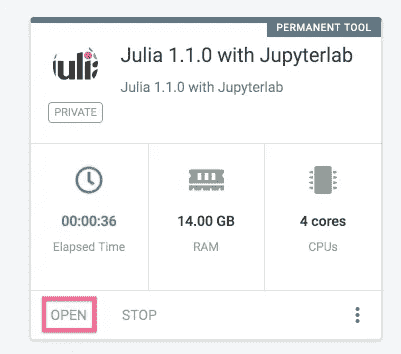 PERMANENT TOOL
Julia 1.1.0 with Jupyterlab
Julia 1.1.0 with Jupyterlab
PRIVATE
00:00:36
Elapsed Time
14.00 GB
RAM
4 cores
CPUs
OPEN
STOP